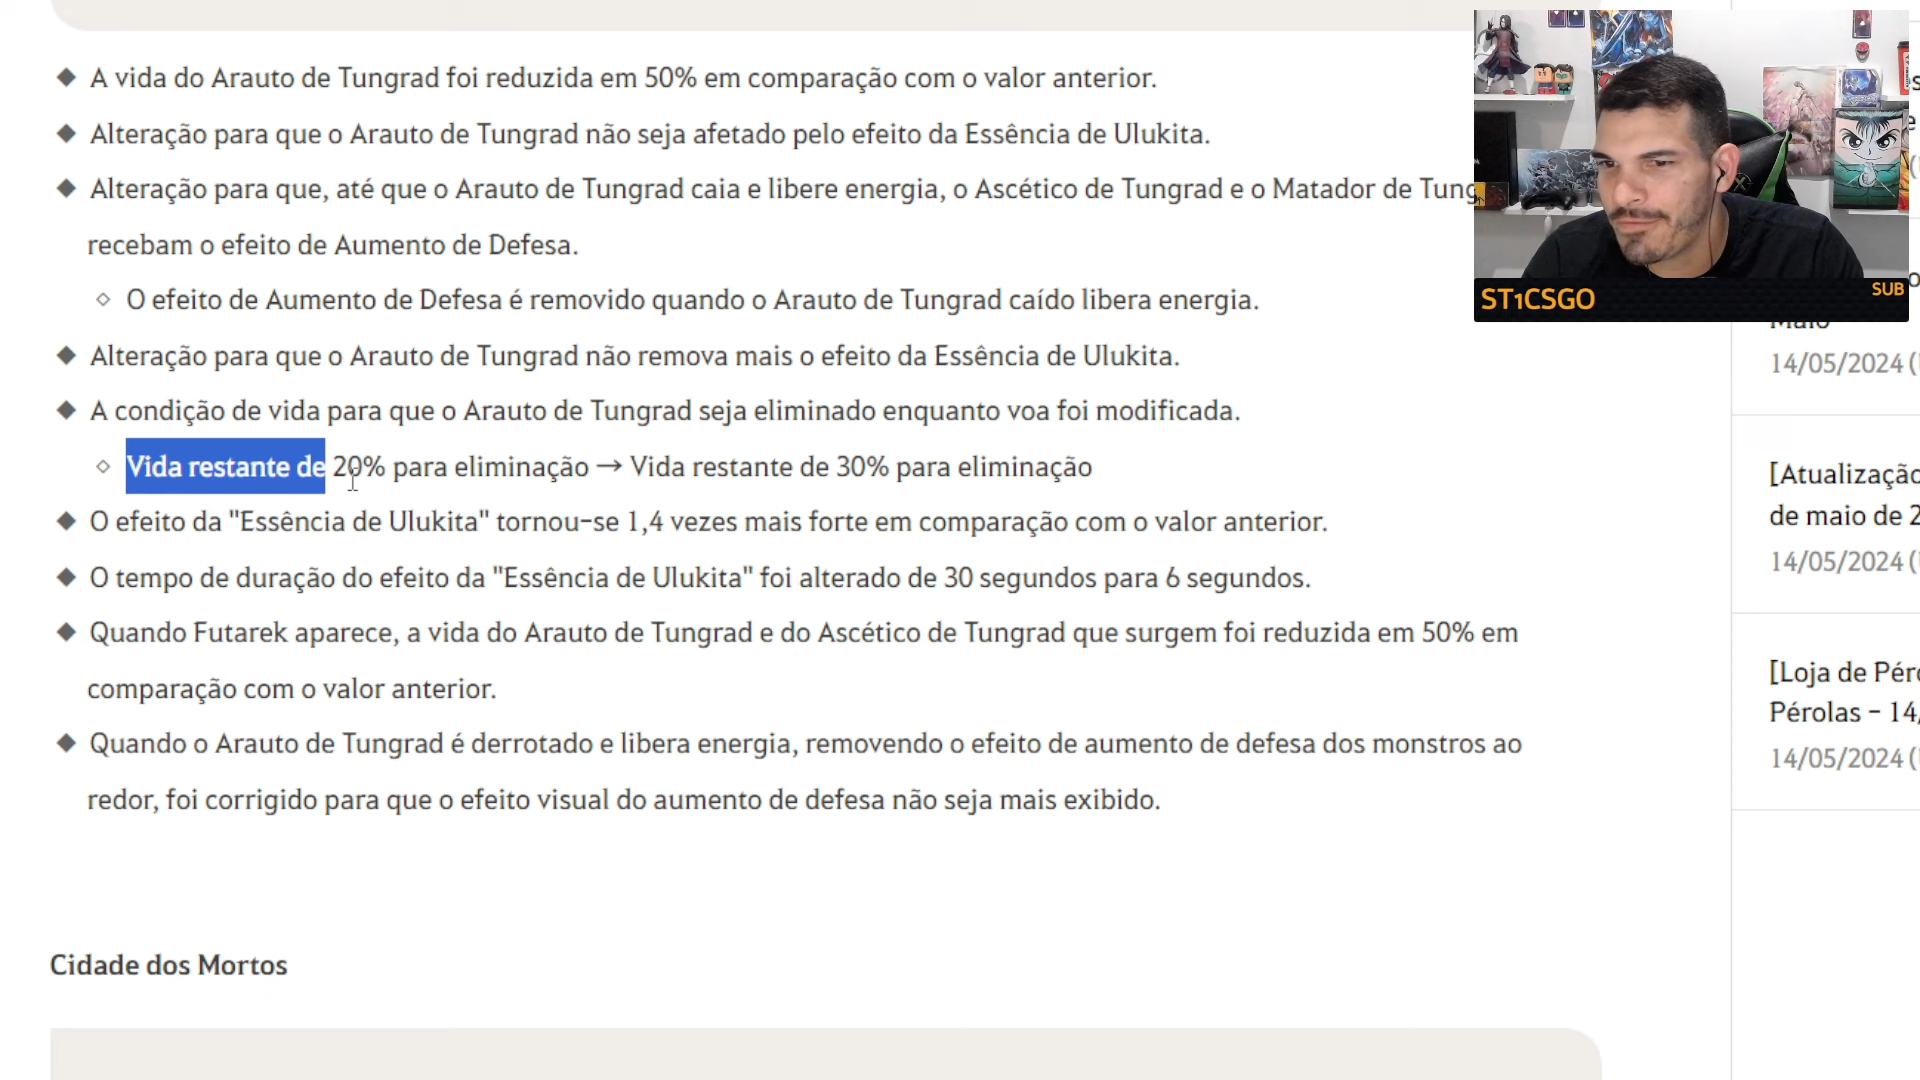 A vida do Arauto de Tungrad foi reduzida em 50% em comparação com o valor anterior.
Alteração para que o Arauto de Tungrad não seja afetado pelo efeito da Essência de Ulukita.
Alteração para que, até que o Arauto de Tungrad caia e libere energia, o Ascético de Tungrad e o Matador de Tung
recebam o efeito de Aumento de Defesa.
O efeito de Aumento de Defesa é removido quando o Arauto de Tungrad caído libera energia.
Alteração para que o Arauto de Tungrad não remova mais o efeito da Essência de Ulukita.
A condição de vida para que o Arauto de Tungrad seja eliminado enquanto voa foi modificada.
Vida restante de 20% para eliminação → Vida restante de 30% para eliminação
O efeito da "Essência de Ulukita" tornou-se 1,4 vezes mais forte em comparação com o valor anterior.
O tempo de duração do efeito da "Essência de Ulukita" foi alterado de 30 segundos para 6 segundos.
Quando Futarek aparece, a vida do Arauto de Tungrad e do Ascético de Tungrad que surgem foi reduzida em 50% em
comparação com o valor anterior.
Quando o Arauto de Tungrad é derrotado e libera energia, removendo o efeito de aumento de defesa dos monstros ao
redor, foi corrigido para que o efeito visual do aumento de defesa não seja mais exibido.
Cidade dos Mortos
ST1CSGO
SUB
Maio
14/05/2024 (
[Atualização
de maio de 2
14/05/2024 (
[Loja de Péro
Pérolas – 14/
14/05/2024 (